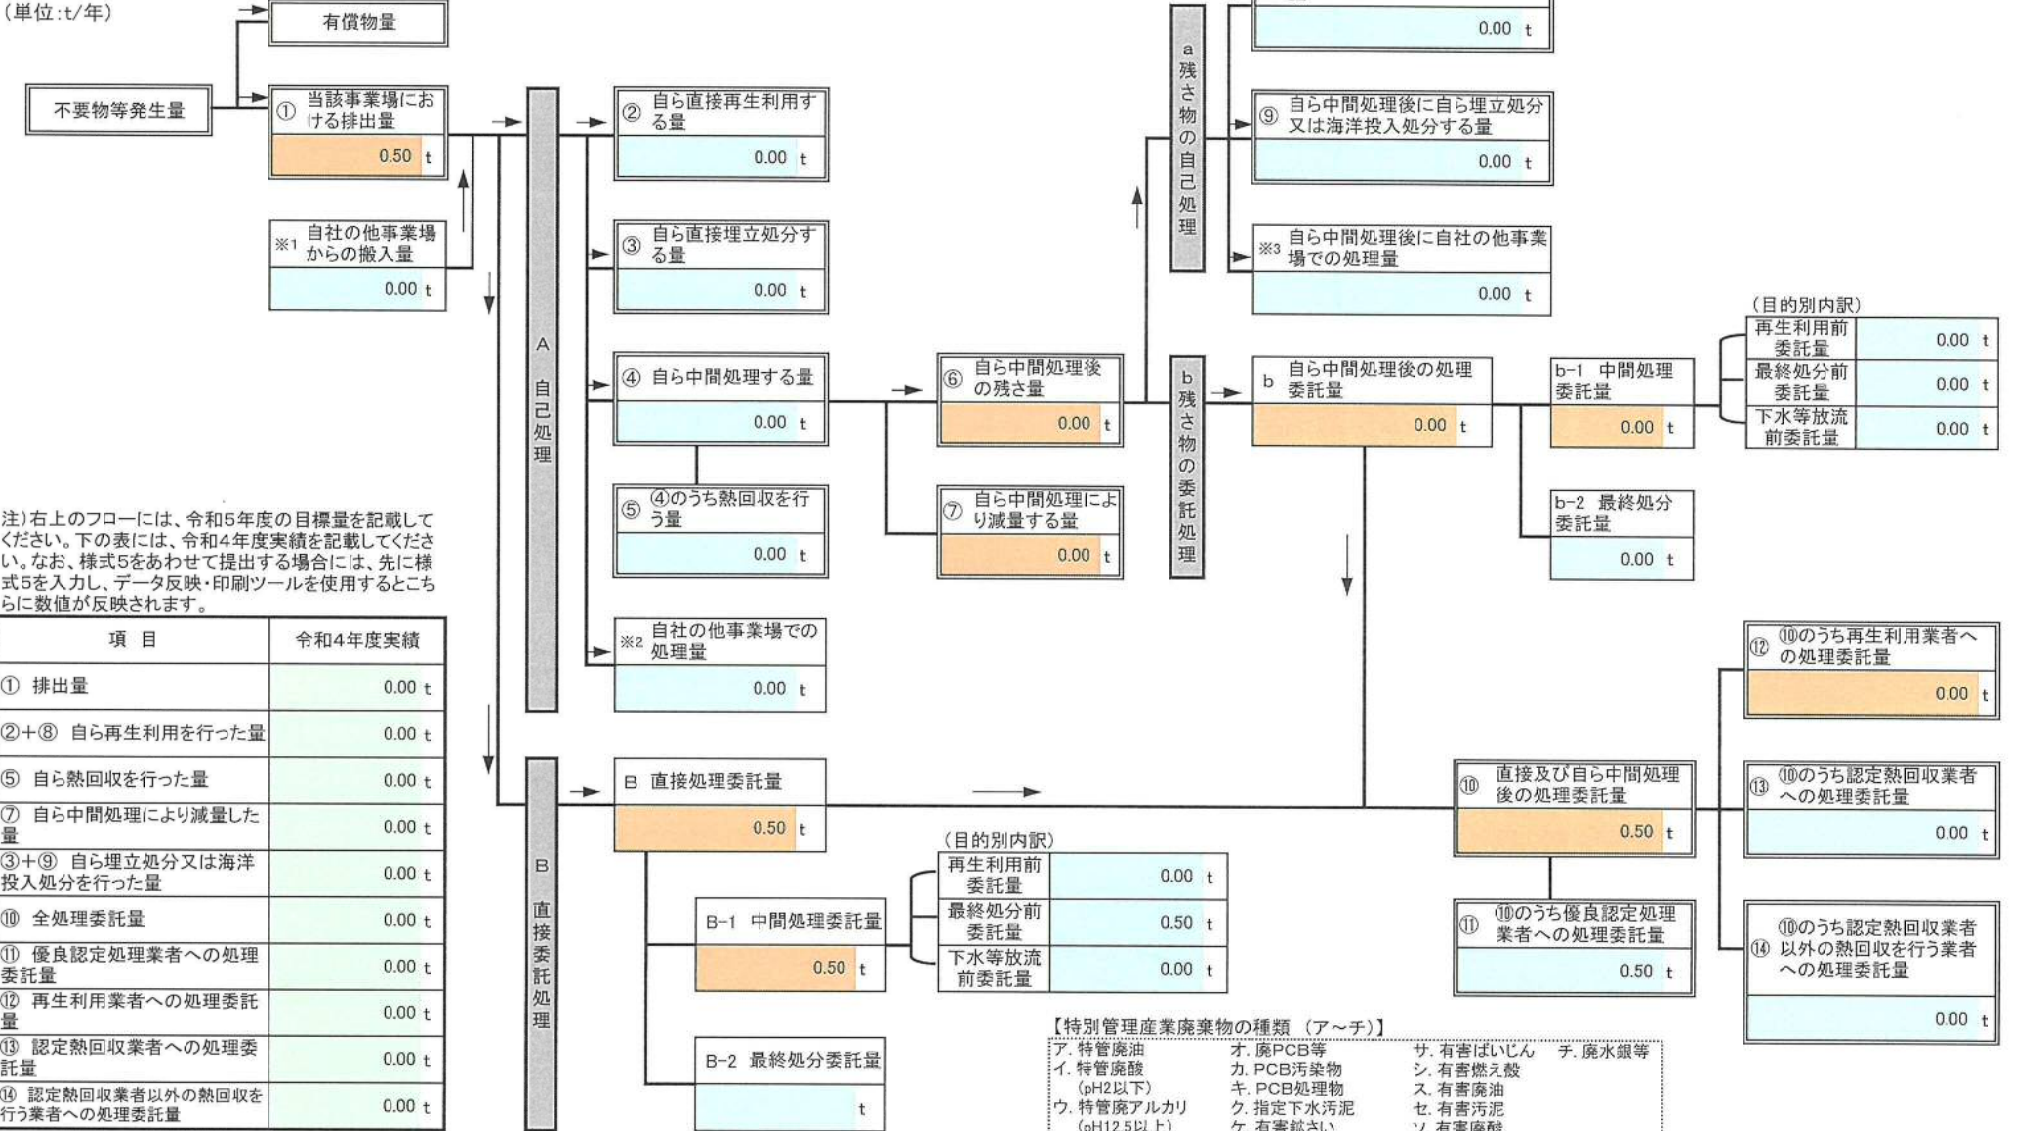 (単位:t/年)
有償物量
不要物等発生量
① 当該事業場にお
ける排出量
0.50 t
※1 自社の他事業場
からの搬入量
0.00 t
A 自己処理
② 自ら直接再生利用す
る量
0.00 t
③ 自ら直接埋立処分す
る量
0.00 t
④ 自ら中間処理する量
0.00 t
⑤ ④のうち熱回収を行
う量
0.00 t
※2 自社の他事業場での
処理量
0.00 t
⑥ 自ら中間処理後
の残さ量
0.00 t
⑦ 自ら中間処理によ
り減量する量
0.00 t
a 残さ物の自己処理
0.00 t
⑨ 自ら中間処理後に自ら埋立処分
又は海洋投入処分する量
0.00 t
※3 自ら中間処理後に自社の他事業
場での処理量
0.00 t
b 残さ物の委託処理
b 自ら中間処理後の処理
委託量
0.00 t
b-1 中間処理
委託量
0.00 t
(目的別内訳)
再生利用前
委託量
0.00 t
最終処分前
委託量
0.00 t
下水等放流
前委託量
0.00 t
b-2 最終処分
委託量
0.00 t
注)右上のフローには、令和5年度の目標量を記載して
ください。下の表には、令和4年度実績を記載してくださ
い。なお、様式5をあわせて提出する場合には、先に様
式5を入力し、データ反映・印刷ツールを使用するとこち
らに数値が反映されます。
項 目 令和4年度実績
① 排出量 0.00 t
②+⑧ 自ら再生利用を行った量 0.00 t
⑤ 自ら熱回収を行った量 0.00 t
⑦ 自ら中間処理により減量した
量 0.00 t
③+⑨ 自ら埋立処分又は海洋
投入処分を行った量 0.00 t
⑩ 全処理委託量 0.00 t
⑪ 優良認定処理業者への処理
委託量 0.00 t
⑫ 再生利用業者への処理委託
量 0.00 t
⑬ 認定熱回収業者への処理委
託量 0.00 t
⑭ 認定熱回収業者以外の熱回収を
行う業者への処理委託量 0.00 t
B 直接委託処理
B 直接処理委託量
0.50 t
B-1 中間処理委託量
0.50 t
(目的別内訳)
再生利用前
委託量
0.00 t
最終処分前
委託量
0.50 t
下水等放流
前委託量
0.00 t
B-2 最終処分委託量
t
⑩ 直接及び自ら中間処理
後の処理委託量
0.50 t
⑪ ⑩のうち優良認定処理
業者への処理委託量
0.50 t
⑫ ⑩のうち再生利用業者へ
の処理委託量
0.00 t
⑬ ⑩のうち認定熱回収業者
への処理委託量
0.00 t
⑭ ⑩のうち認定熱回収業者
以外の熱回収を行う業者
への処理委託量
0.00 t
【特別管理産業廃棄物の種類 (ア～チ)】
ア. 特管廃油 オ. 廃PCB等 サ. 有害ばいじん チ. 廃水銀等
イ. 特管廃酸 カ. PCB汚染物 シ. 有害燃え殻
(pH2以下) キ. PCB処理物 ス. 有害廃油
ウ. 特管廃アルカリ ク. 指定下水汚泥 セ. 有害汚泥
(pH12.5以上) ケ. 有害鉱さい ソ. 有害廃酸